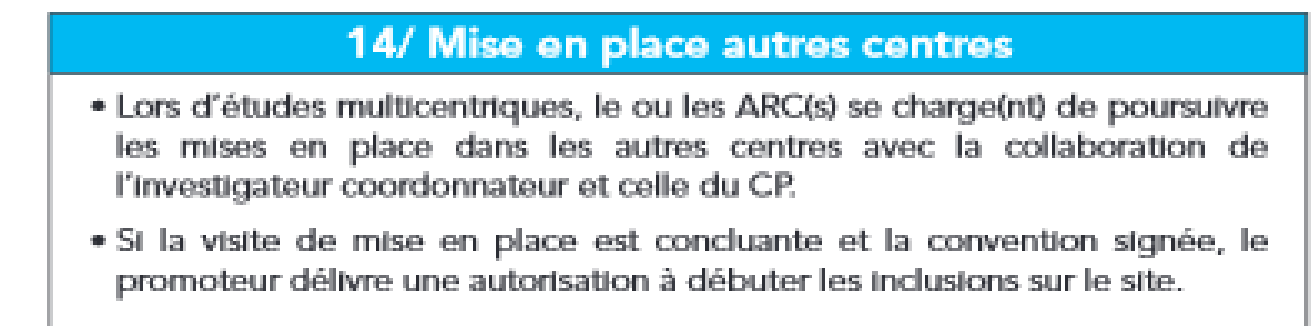 14/ Mise en place autres centres
• Lors d'études multicentriques, le ou les ARC(s) se charge(nt) de poursuivre
les mises en place dans les autres centres avec la collaboration de
l'investigateur coordonnateur et celle du CP.
• Si la visite de mise en place est concluante et la convention signée, le
promoteur délivre une autorisation à débuter les inclusions sur le site.